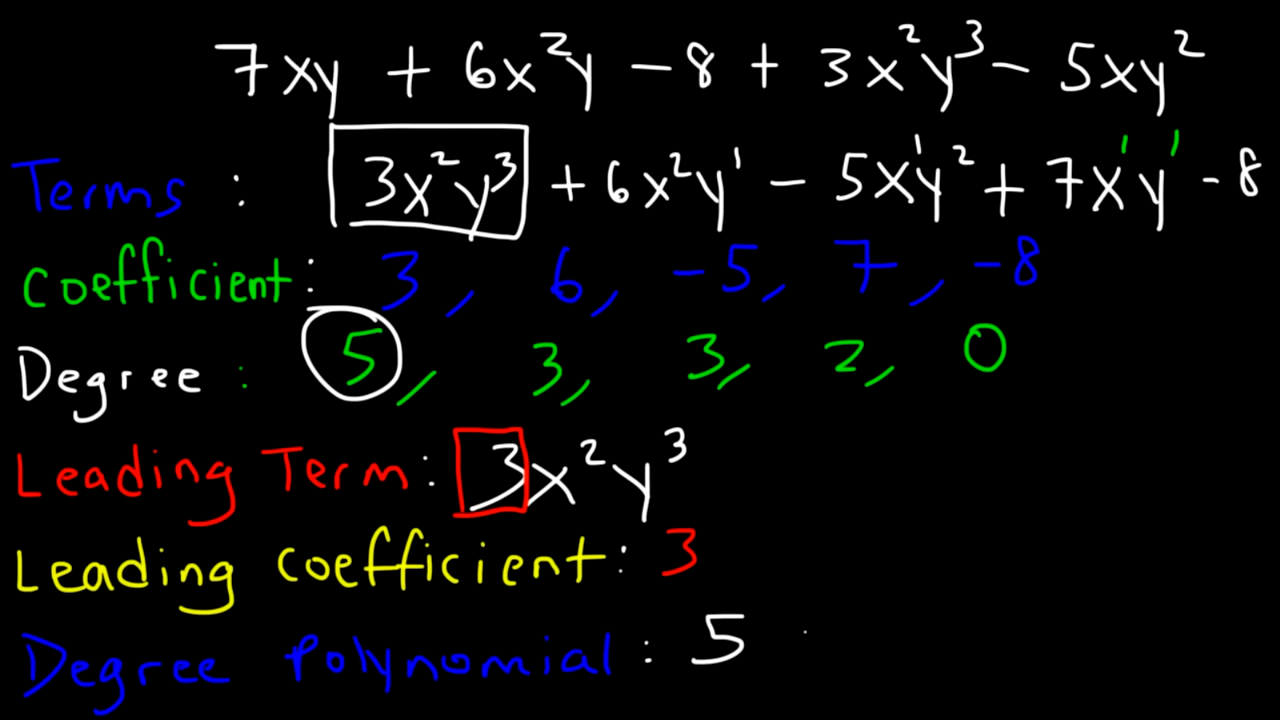 7xy + 6x²y - 8 + 3x²y³ - 5xy²
Terms : 3x²y³ + 6x²y¹ - 5x¹y² + 7x¹y¹ - 8
Coefficient : 3, 6, -5, 7, -8
Degree : 5, 3, 3, 2, 0
Leading Term : 3x²y³
Leading Coefficient : 3
Degree Polynomial : 5